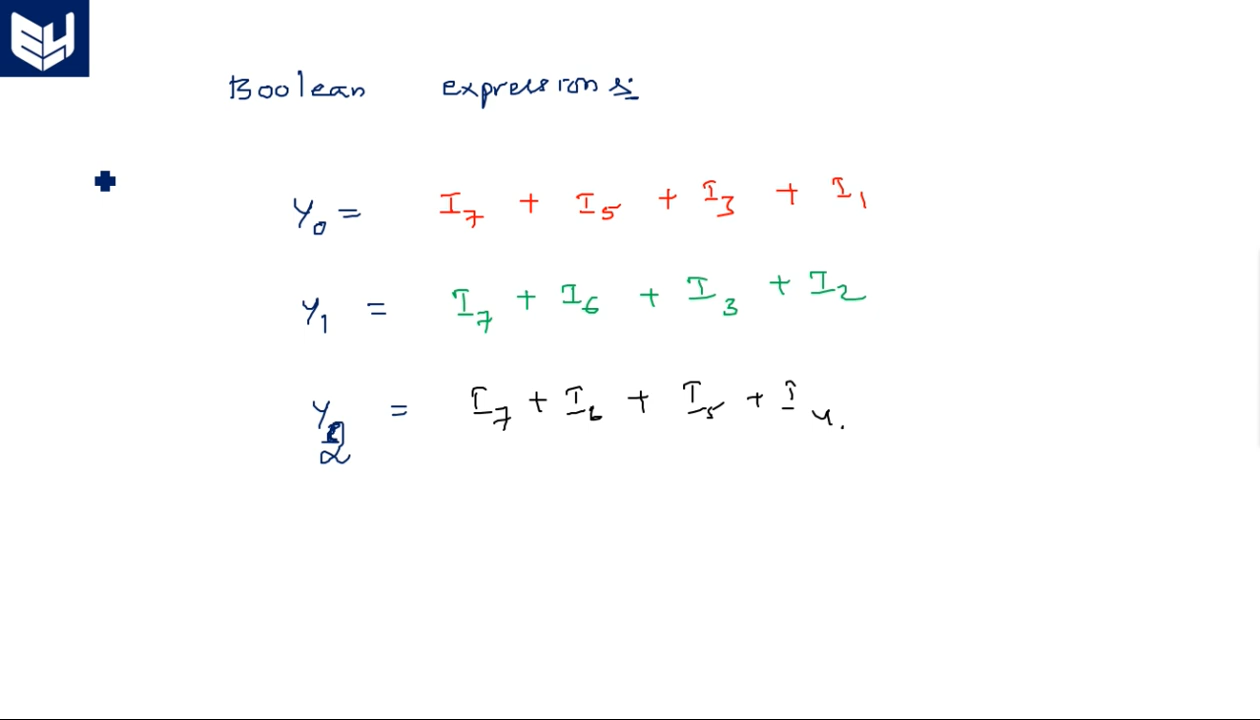 Boolean expressions
Y₀ = I₇ + I₅ + I₃ + I₁
Y₁ = I₇ + I₆ + I₃ + I₂
Y₂ = I₇ + I₆ + I₅ + I₄.